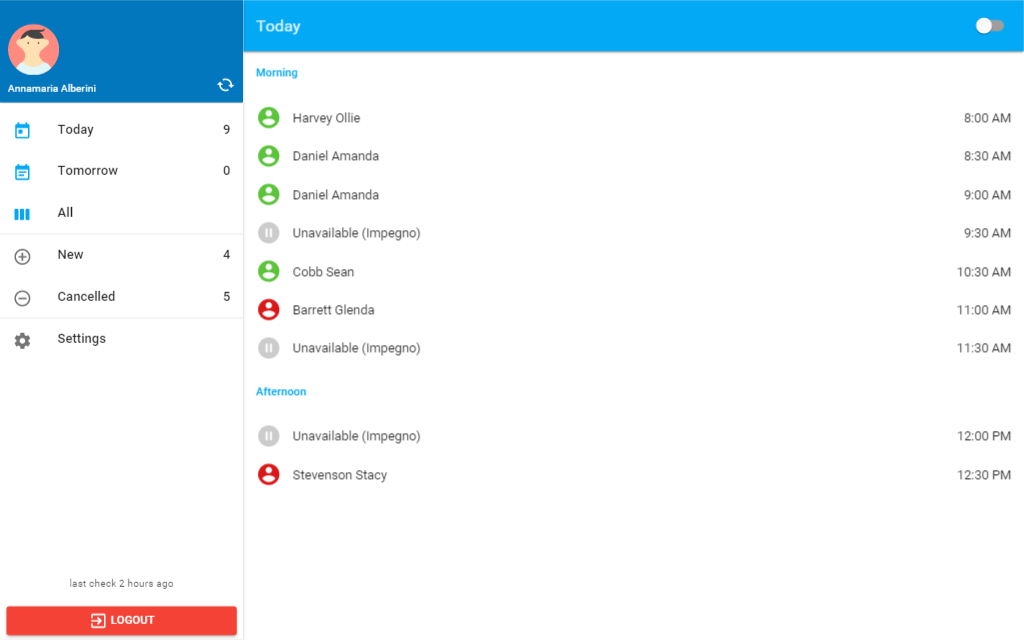 Annamaria Alberini
Today 9
Tomorrow 0
All
New 4
Cancelled 5
Settings
last check 2 hours ago
LOGOUT
Today
Morning
Harvey Ollie 8:00 AM
Daniel Amanda 8:30 AM
Daniel Amanda 9:00 AM
Unavailable (Impegno) 9:30 AM
Cobb Sean 10:30 AM
Barrett Glenda 11:00 AM
Unavailable (Impegno) 11:30 AM
Afternoon
Unavailable (Impegno) 12:00 PM
Stevenson Stacy 12:30 PM